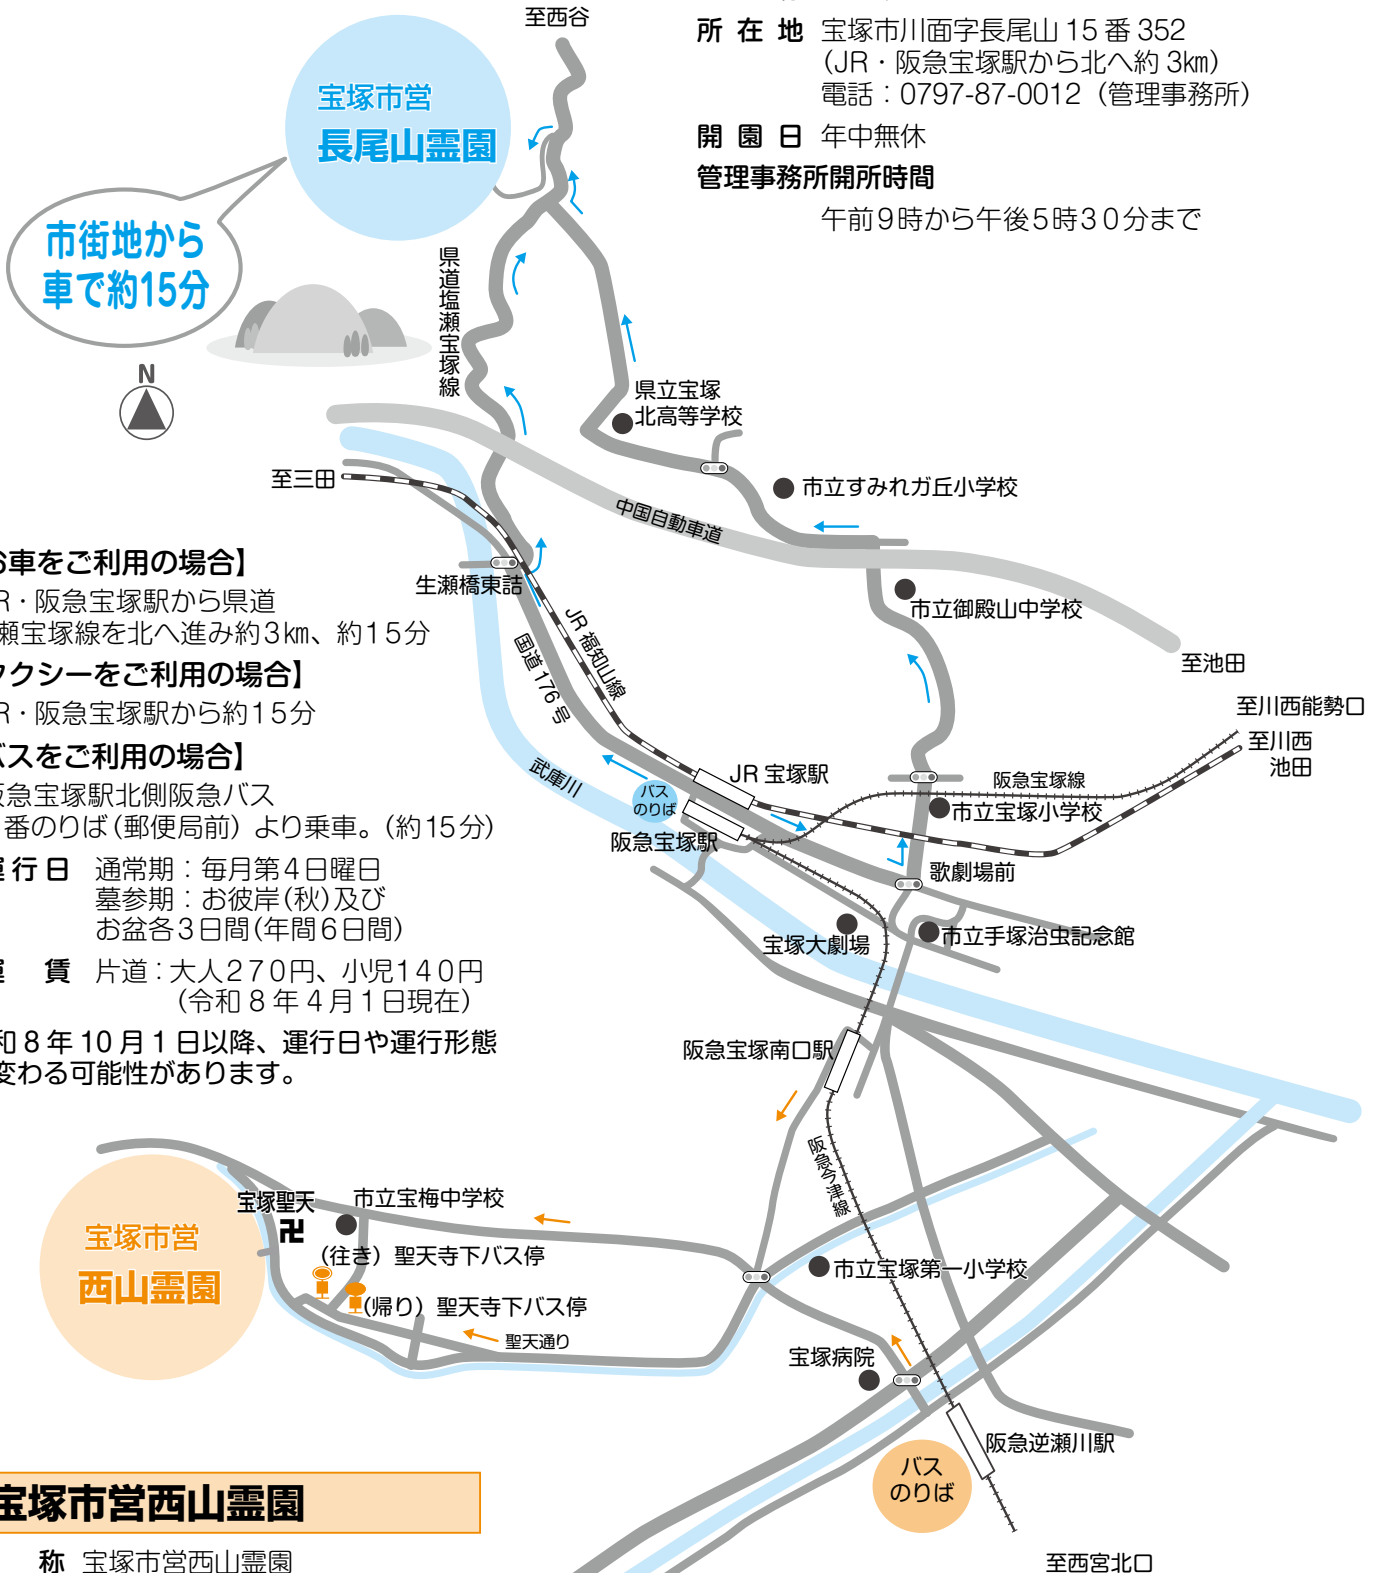 至西谷
宝塚市営
長尾山霊園
市街地から
車で約15分
N
所在地 宝塚市川面字長尾山 15 番 352
(JR・阪急宝塚駅から北へ約 3㎞)
電話：0797-87-0012（管理事務所）
開園日 年中無休
管理事務所開所時間
午前9時から午後5時30分まで
県道塩瀬宝塚線
県立宝塚
北高等学校
市立すみれガ丘小学校
至三田
中国自動車道
生瀬橋東詰
市立御殿山中学校
至池田
JR 福知山線
国道 176 号
至川西能勢口
至川西
池田
お車をご利用の場合】
R・阪急宝塚駅から県道
瀬宝塚線を北へ進み約3㎞、約15分
タクシーをご利用の場合】
R・阪急宝塚駅から約15分
バスをご利用の場合】
阪急宝塚駅北側阪急バス
番のりば(郵便局前) より乗車。(約15分)
運行日 通常期：毎月第4日曜日
墓参期：お彼岸(秋)及び
お盆各3日間(年間6日間)
運賃 片道：大人270円、小児140円
(令和 8 年 4 月1日現在)
和 8 年 10 月 1 日以降、運行日や運行形態
変わる可能性があります。
武庫川
バス
のりば
JR 宝塚駅
阪急宝塚駅
阪急宝塚線
市立宝塚小学校
歌劇場前
宝塚大劇場
市立手塚治虫記念館
阪急宝塚南口駅
阪急今津線
宝塚市営
西山霊園
宝塚聖天
卍
市立宝梅中学校
(往き）聖天寺下バス停
(帰り）聖天寺下バス停
聖天通り
市立宝塚第一小学校
宝塚病院
阪急逆瀬川駅
バス
のりば
至西宮北口
宝塚市営西山霊園
称 宝塚市営西山霊園